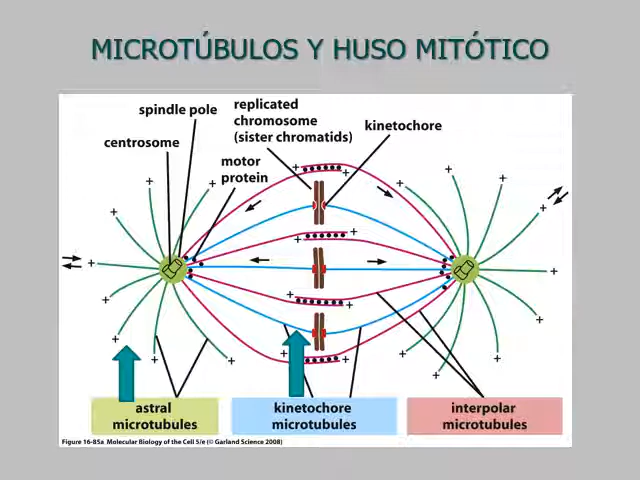 MICROTÚBULOS Y HUSO MITÓTICO
spindle pole
replicated
chromosome
(sister chromatids)
kinetochore
centrosome
motor
protein
astral
microtubules
kinetochore
microtubules
interpolar
microtubules
Figure 16-85a Molecular Biology of the Cell 5/e (© Garland Science 2008)